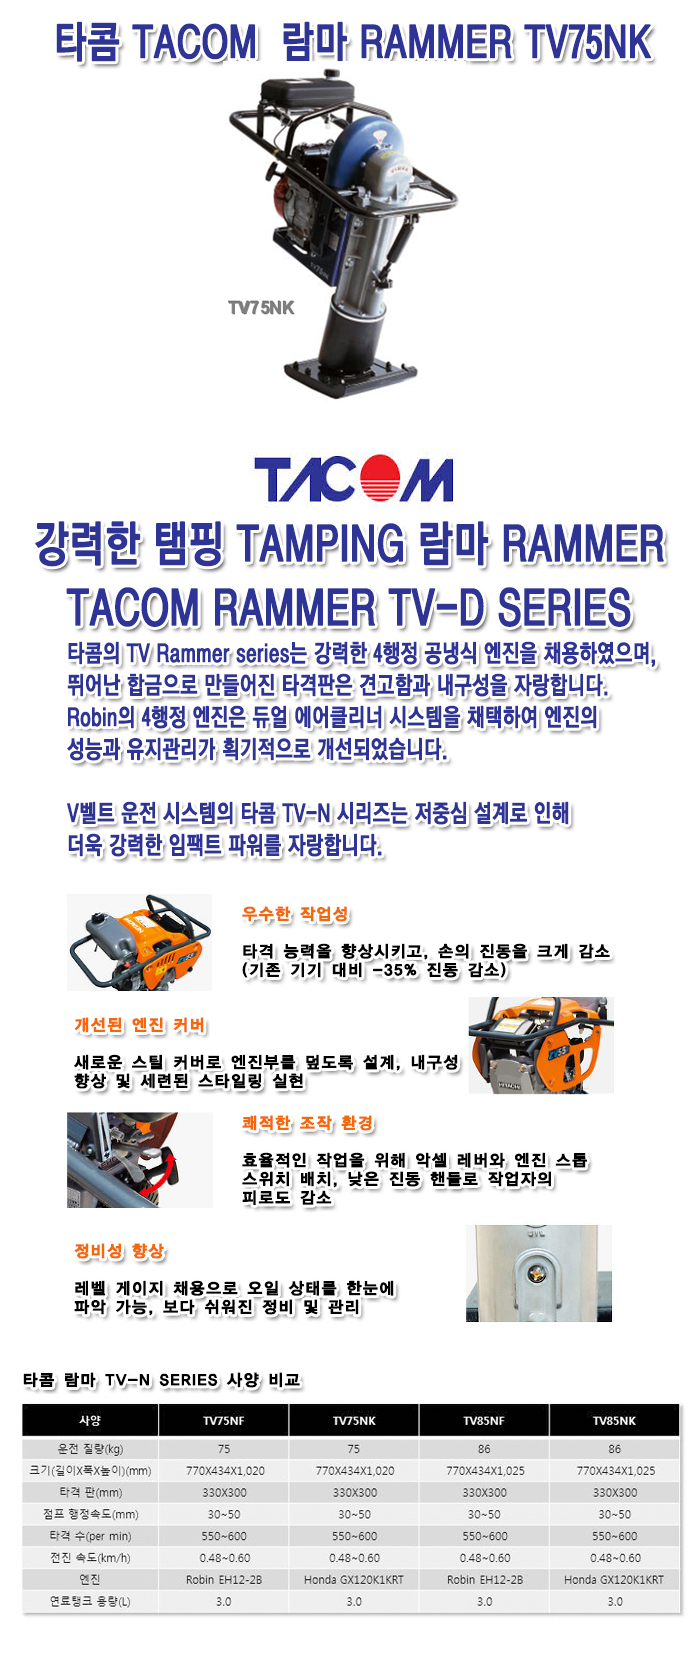 타콤 TACOM 람마 RAMMER TV75NK
TV75NK
TACOM
강력한 탬핑 TAMPING 람마 RAMMER
TACOM RAMMER TV-D SERIES
타콤의 TV Rammer series는 강력한 4행정 공냉식 엔진을 채용하였으며,
뛰어난 합금으로 만들어진 타격판은 견고함과 내구성을 자랑합니다.
Robin의 4행정 엔진은 듀얼 에어클리너 시스템을 채택하여 엔진의
성능과 유지관리가 획기적으로 개선되었습니다.
V벨트 운전 시스템의 타콤 TV-N 시리즈는 저중심 설계로 인해
더욱 강력한 임팩트 파워를 자랑합니다.
우수한 작업성
타격 능력을 향상시키고, 손의 진동을 크게 감소
(기존 기기 대비 -35% 진동 감소)
개선된 엔진 커버
새로운 스틸 커버로 엔진부를 덮도록 설계, 내구성
향상 및 세련된 스타일링 실현
HITACHI
쾌적한 조작 환경
효율적인 작업을 위해 악셀 레버와 엔진 스톱
스위치 배치, 낮은 진동 핸들로 작업자의
피로도 감소
정비성 향상
레벨 게이지 채용으로 오일 상태를 한눈에
파악 가능, 보다 쉬워진 정비 및 관리
OIL
타콤 람마 TV-N SERIES 사양 비교
사양 TV75NF TV75NK TV85NF TV85NK
운전 질량(kg) 75 75 86 86
크기(길이X폭X높이)(mm) 770X434X1,020 770X434X1,020 770X434X1,025 770X434X1,025
타격 판(mm) 330X300 330X300 330X300 330X300
점프 행정속도(mm) 30~50 30~50 30~50 30~50
타격 수(per min) 550~600 550~600 550~600 550~600
전진 속도(km/h) 0.48~0.60 0.48~0.60 0.48~0.60 0.48~0.60
엔진 Robin EH12-2B Honda GX120K1KRT Robin EH12-2B Honda GX120K1KRT
연료탱크 용량(L) 3.0 3.0 3.0 3.0